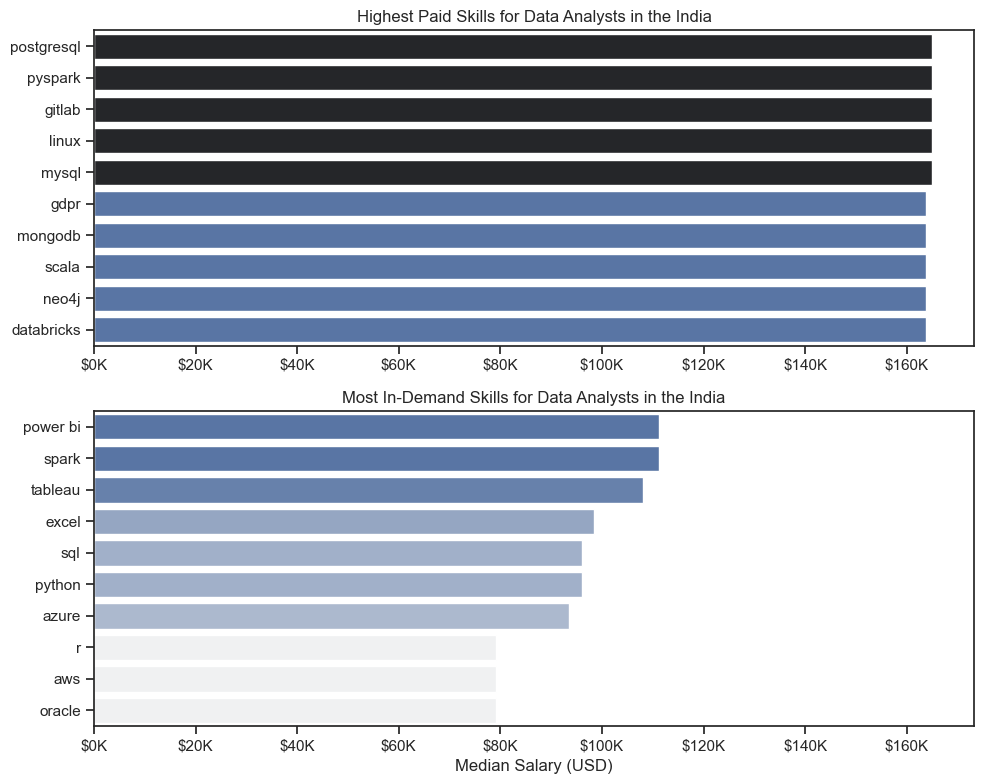 Highest Paid Skills for Data Analysts in the India
postgresql
pyspark
gitlab
linux
mysql
gdpr
mongodb
scala
neo4j
databricks
$0K $20K $40K $60K $80K $100K $120K $140K $160K
Most In-Demand Skills for Data Analysts in the India
power bi
spark
tableau
excel
sql
python
azure
r
aws
oracle
$0K $20K $40K $60K $80K $100K $120K $140K $160K
Median Salary (USD)